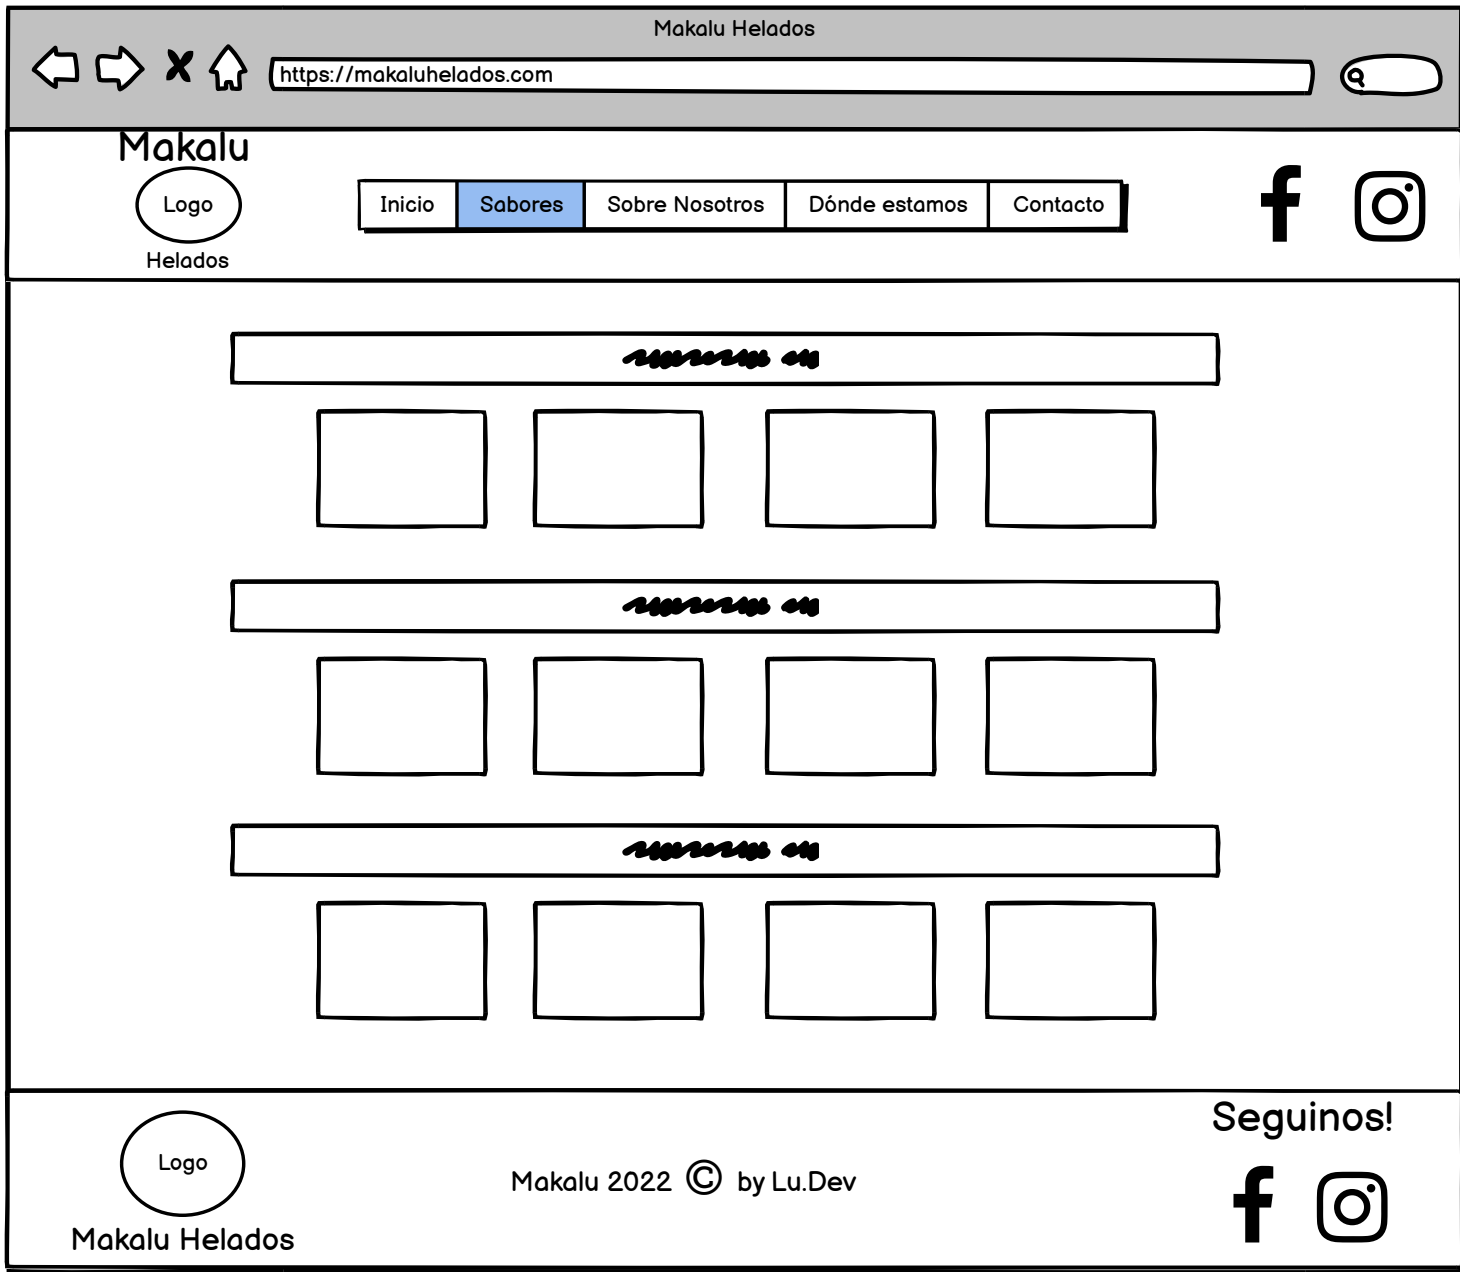 Makalu Helados
https://makaluhelados.com
Makalu
Logo
Helados
Inicio Sabores Sobre Nosotros Dónde estamos Contacto
Seguinos!
Logo
Makalu 2022 © by Lu.Dev
Makalu Helados